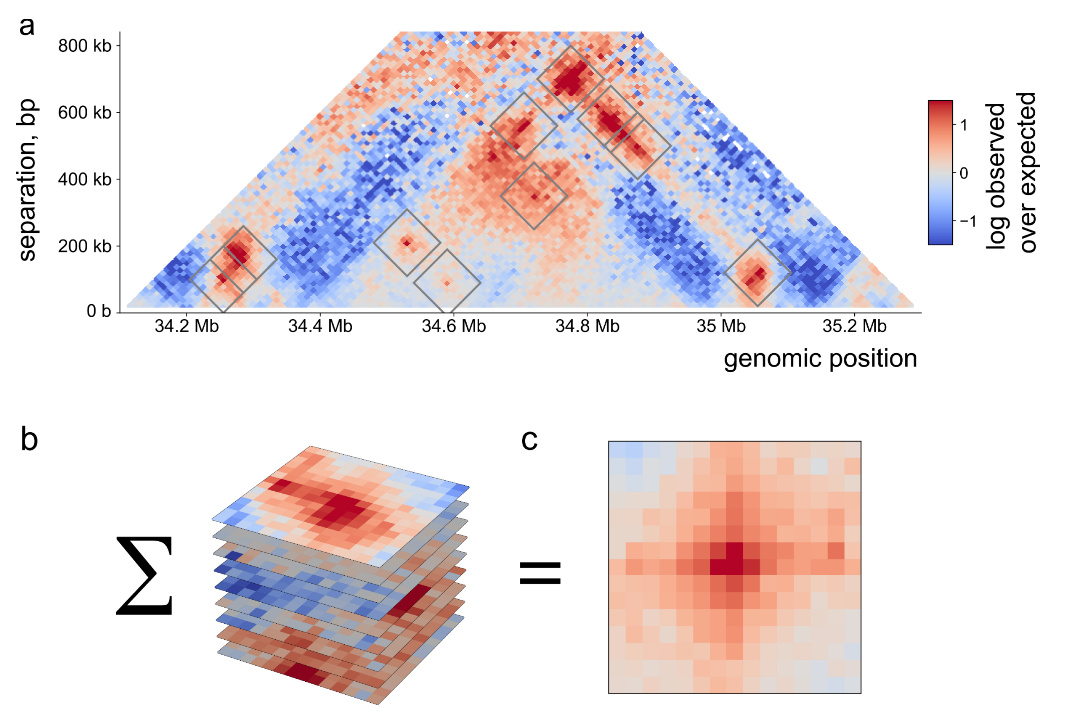 a
separation, bp
800 kb
600 kb
400 kb
200 kb
0 b
34.2 Mb 34.4 Mb 34.6 Mb 34.8 Mb 35 Mb 35.2 Mb
genomic position
1
0
−1
log observed
over expected
b
c
Σ
=